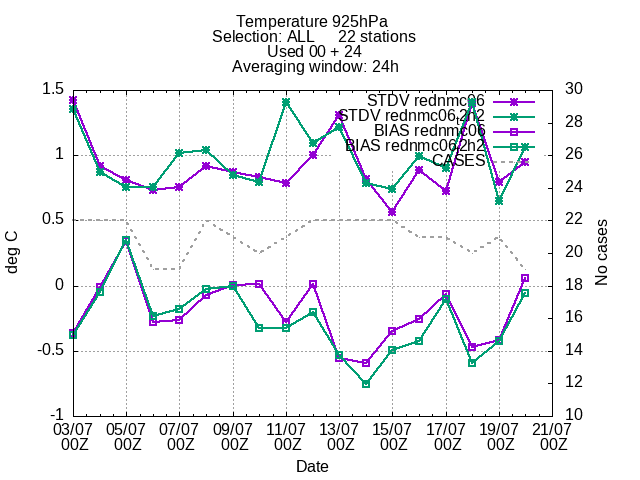 Temperature 925hPa
Selection: ALL 22 stations
Used 00 + 24
Averaging window: 24h
1.5
1
0.5
0
-0.5
-1
deg C
30
28
26
24
22
20
18
16
14
12
10
No cases
STDV rednmc06
STDV rednmc06,2h2
BIAS rednmc06
BIAS rednmc06,2h2
CASES
03/07 05/07 07/07 09/07 11/07 13/07 15/07 17/07 19/07 21/07
00Z 00Z 00Z 00Z 00Z 00Z 00Z 00Z 00Z 00Z
Date